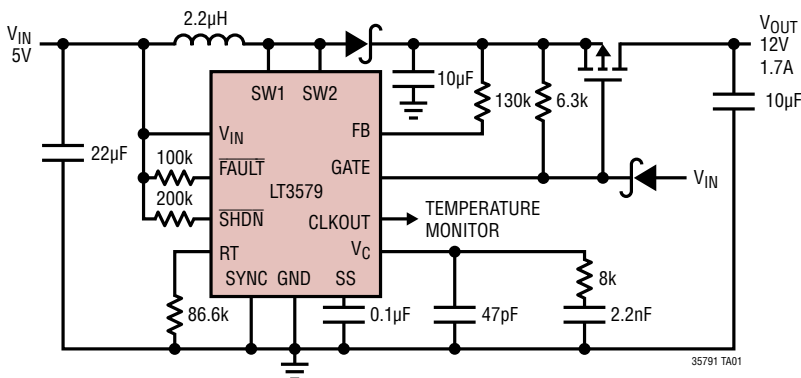 2.2µH
VIN
5V
VOUT
12V
1.7A
SW1 SW2
10µF
130k
6.3k
10µF
VIN
FB
22µF
100k
FAULT
GATE
LT3579
VIN
200k
SHDN
CLKOUT
TEMPERATURE
MONITOR
RT
VC
SYNC GND SS
8k
86.6k
0.1µF
47pF
2.2nF
35791 TA01